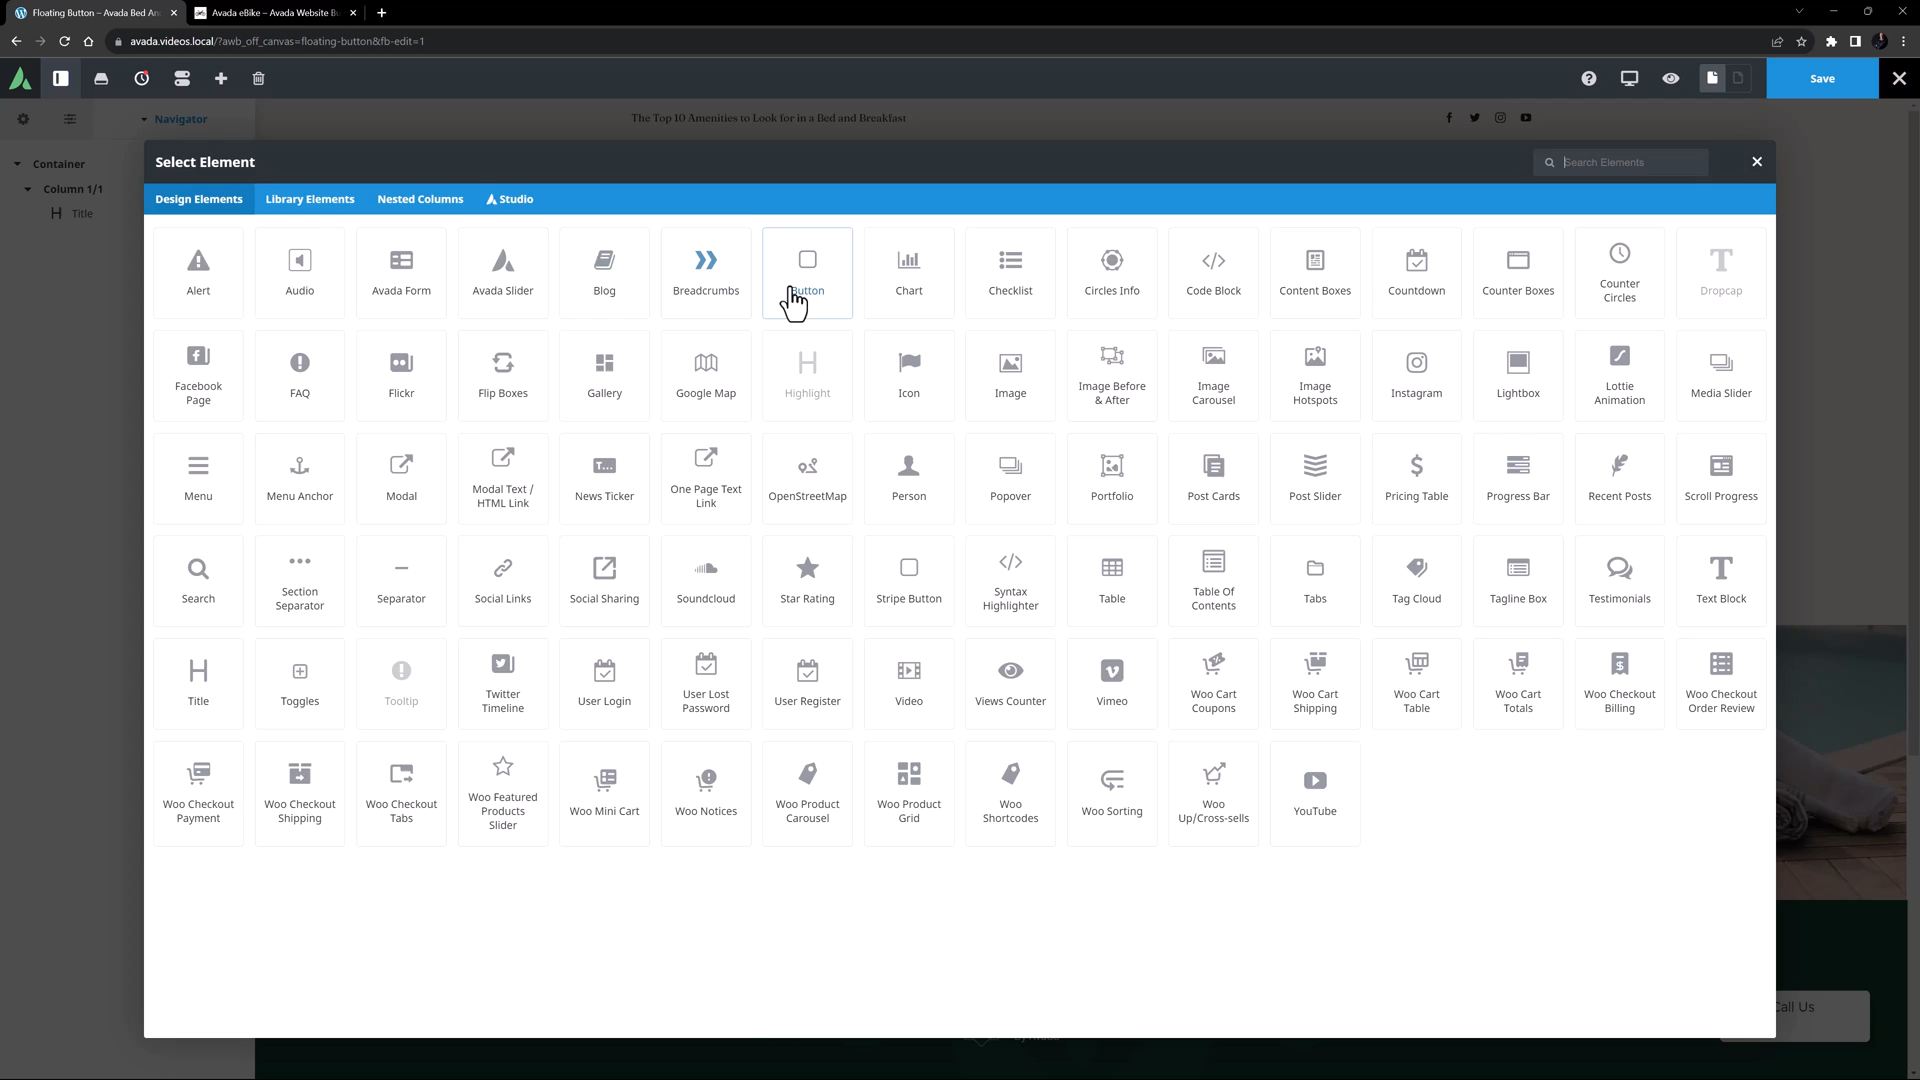 Floating Button – Avada Bed An
Avada eBike – Avada Website Bu
avada.videos.local/?awb_off_canvas=floating-button&fb-edit=1
Save
Navigator
The Top 10 Amenities to Look for in a Bed and Breakfast
Container
Column 1/1
Title
Select Element
Search Elements
Design Elements
Library Elements
Nested Columns
Studio
Alert
Audio
Avada Form
Avada Slider
Blog
Breadcrumbs
Button
Chart
Checklist
Circles Info
Code Block
Content Boxes
Countdown
Counter Boxes
Counter
Circles
Dropcap
Facebook
Page
FAQ
Flickr
Flip Boxes
Gallery
Google Map
Highlight
Icon
Image
Image Before
& After
Image
Carousel
Image
Hotspots
Instagram
Lightbox
Lottie
Animation
Media Slider
Menu
Menu Anchor
Modal
Modal Text /
HTML Link
News Ticker
One Page Text
Link
OpenStreetMap
Person
Popover
Portfolio
Post Cards
Post Slider
Pricing Table
Progress Bar
Recent Posts
Scroll Progress
Search
Section
Separator
Separator
Social Links
Social Sharing
Soundcloud
Star Rating
Stripe Button
Syntax
Highlighter
Table
Table Of
Contents
Tabs
Tag Cloud
Tagline Box
Testimonials
Text Block
Title
Toggles
Tooltip
Twitter
Timeline
User Login
User Lost
Password
User Register
Video
Views Counter
Vimeo
Woo Cart
Coupons
Woo Cart
Shipping
Woo Cart
Table
Woo Cart
Totals
Woo Checkout
Billing
Woo Checkout
Order Review
Woo Checkout
Payment
Woo Checkout
Shipping
Woo Checkout
Tabs
Woo Featured
Products
Slider
Woo Mini Cart
Woo Notices
Woo Product
Carousel
Woo Product
Grid
Woo
Shortcodes
Woo Sorting
Woo
Up/Cross-sells
YouTube
Call Us